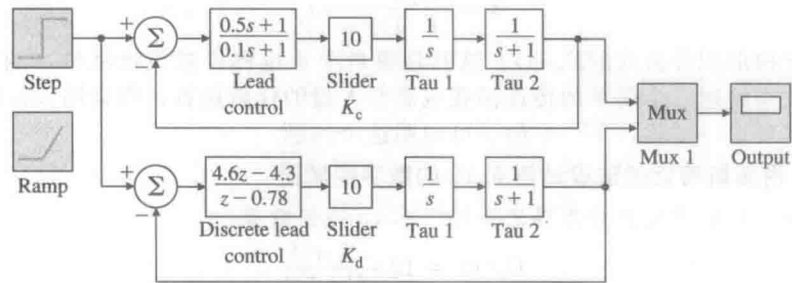 Step
Ramp
+
−
Σ
0.5s + 1
0.1s + 1
Lead
control
10
Slider
K_c
1
s
Tau 1
1
s + 1
Tau 2
+
−
Σ
4.6z − 4.3
z − 0.78
Discrete lead
control
10
Slider
K_d
1
s
Tau 1
1
s + 1
Tau 2
Mux
Mux 1
Output